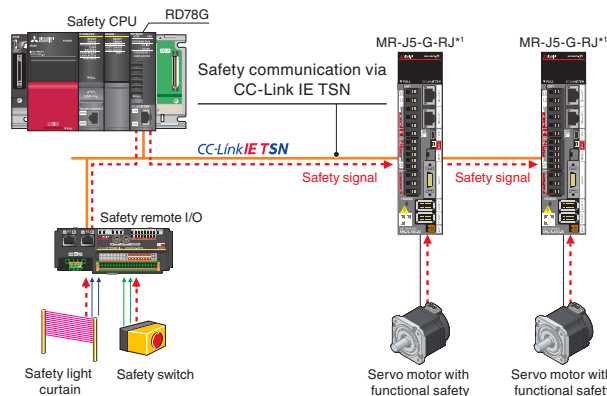 RD78G
Safety CPU
MR-J5-G-RJ*1
MR-J5-G-RJ*1
Safety communication via
CC-Link IE TSN
CC-Link IE TSN
Safety signal
Safety signal
Safety remote I/O
Safety light
curtain
Safety switch
Servo motor with
functional safety
Servo motor with
functional safety